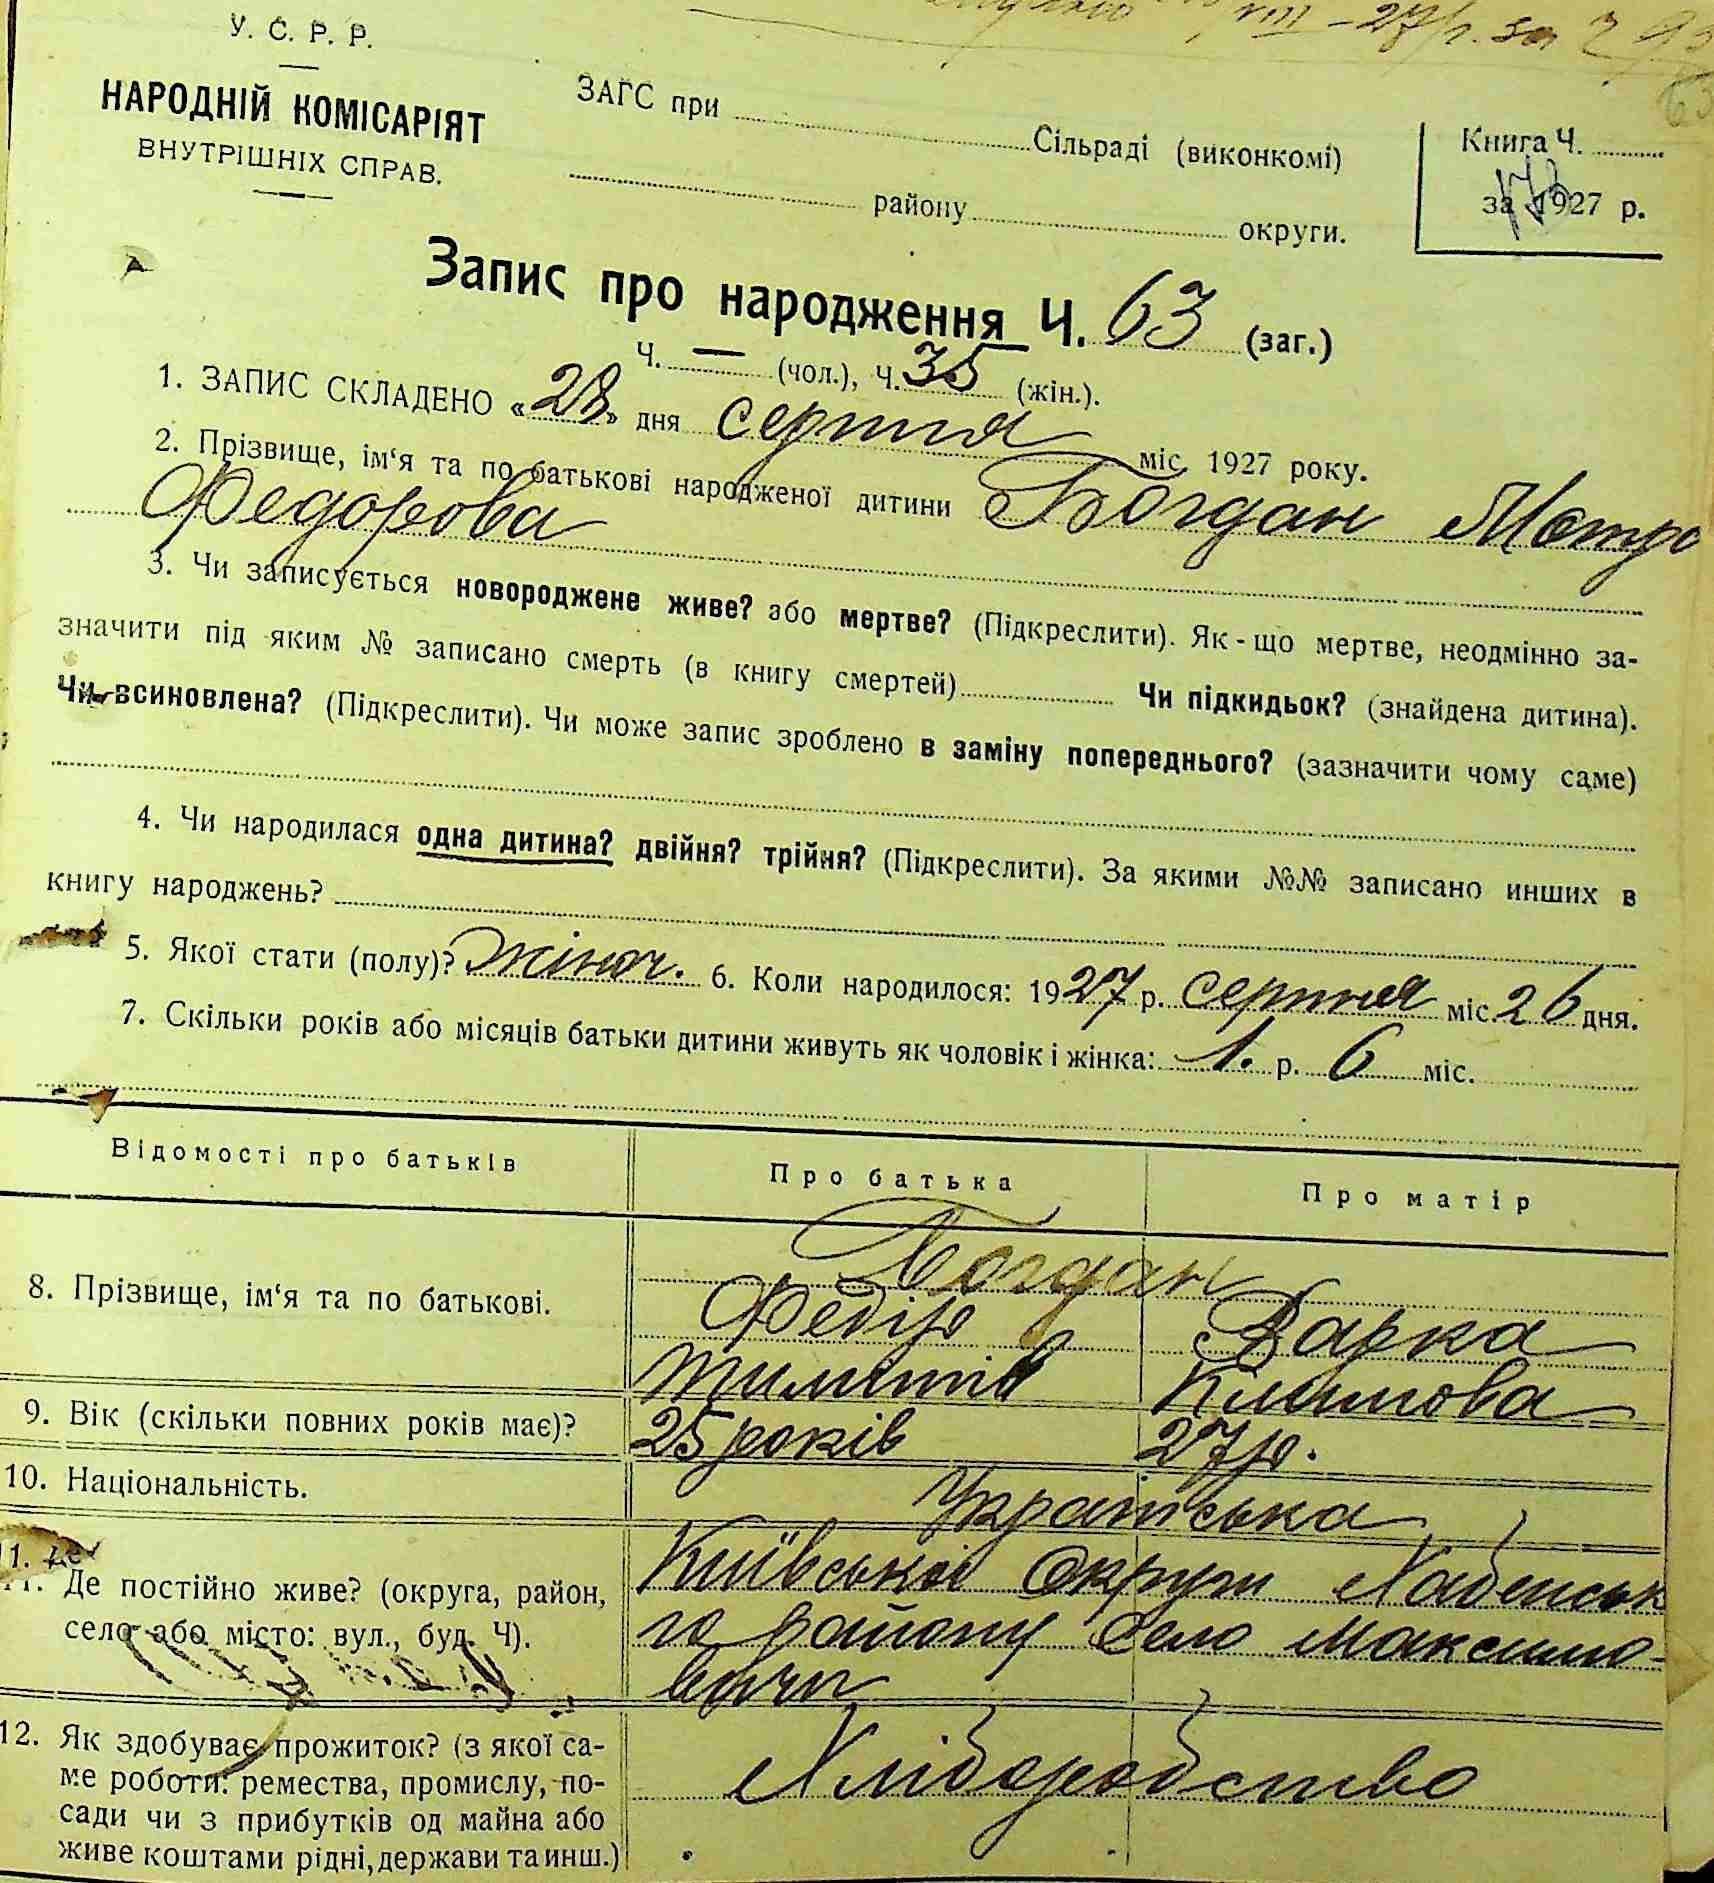 VIII – 27 р. за
У. С. Р. Р.
НАРОДНІЙ КОМІСАРІЯТ
ВНУТРІШНІХ СПРАВ.
ЗАГС при Сільраді (виконкомі)
району округи.
Книга Ч.
за 1927 р.
Запис про народження Ч. 63 (заг.)
Ч. — (чол.), Ч. 35 (жін.).
1. ЗАПИС СКЛАДЕНО «28» дня серпня міс. 1927 року.
2. Прізвище, ім‘я та по батькові народженої дитини Богдан Мотро
Федорова
3. Чи записується новороджене живе? або мертве? (Підкреслити). Як-що мертве, неодмінно за-
значити під яким № записано смерть (в книгу смертей) Чи підкидьок? (знайдена дитина).
Чи всиновлена? (Підкреслити). Чи може запис зроблено в заміну попереднього? (зазначити чому саме)
4. Чи народилася одна дитина? двійня? трійня? (Підкреслити). За якими №№ записано инших в
книгу народжень?
5. Якої стати (полу)? жіноч. 6. Коли народилося: 1927 р. серпня міс. 26 дня.
7. Скільки років або місяців батьки дитини живуть як чоловік і жінка: 1. р. 6 міс.
Відомості про батьків Про батька Про матір
Богдан
8. Прізвище, ім‘я та по батькові. Федір Варка
Климова
9. Вік (скільки повних років має)? 25 років 27 р.
10. Національність. Українська
11. Де постійно живе? (округа, район,
село або місто: вул., буд. Ч).
Київської Округи Хабенськ
го району Село Максимо-
вичи
12. Як здобуває прожиток? (з якої са-
ме роботи: ремества, промислу, по-
сади чи з прибутків од майна або
живе коштами рідні, держави та инш.)
Хліборобство